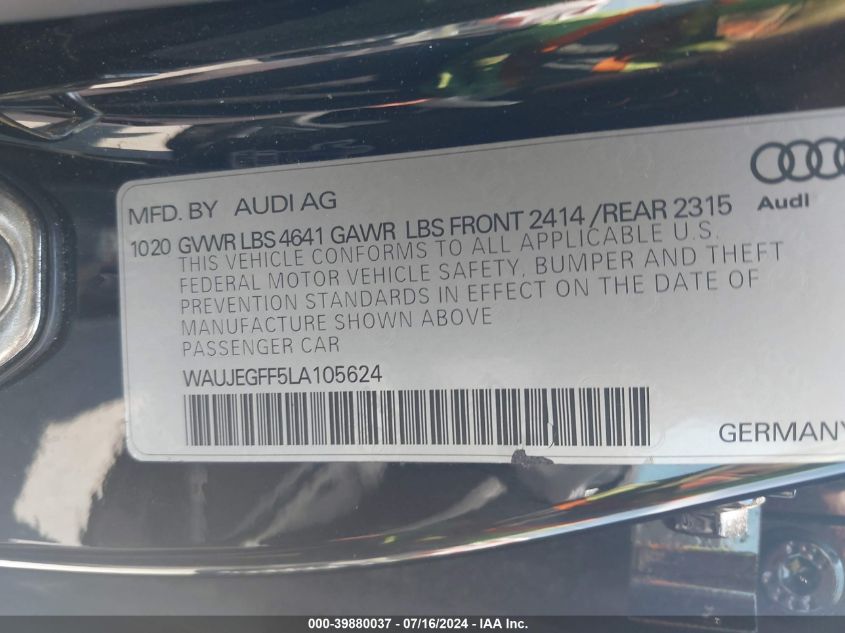 Audi
MFD. BY AUDI AG
1020 GVWR LBS 4641 GAWR LBS FRONT 2414 /REAR 2315
THIS VEHICLE CONFORMS TO ALL APPLICABLE U.S.
FEDERAL MOTOR VEHICLE SAFETY, BUMPER AND THEFT
PREVENTION STANDARDS IN EFFECT ON THE DATE OF
MANUFACTURE SHOWN ABOVE
PASSENGER CAR
WAUJEGFF5LA105624
GERMANY
000-39880037 - 07/16/2024 - IAA Inc.